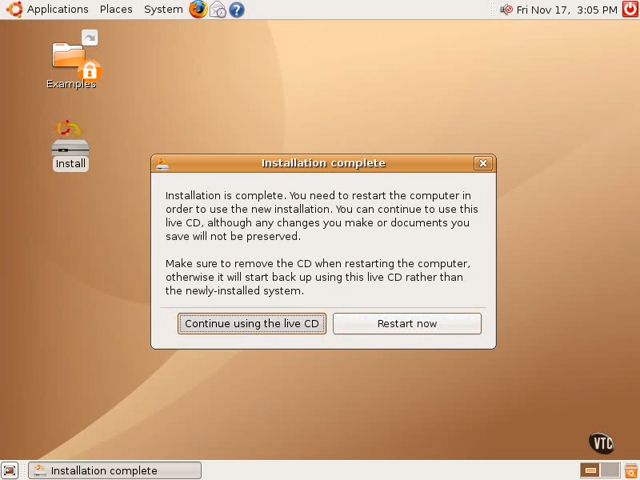 Applications Places System Fri Nov 17, 3:05 PM
Examples
Install
Installation complete
Installation is complete. You need to restart the computer in
order to use the new installation. You can continue to use this
live CD, although any changes you make or documents you
save will not be preserved.
Make sure to remove the CD when restarting the computer,
otherwise it will start back up using this live CD rather than
the newly-installed system.
Continue using the live CD Restart now
VTC
Installation complete